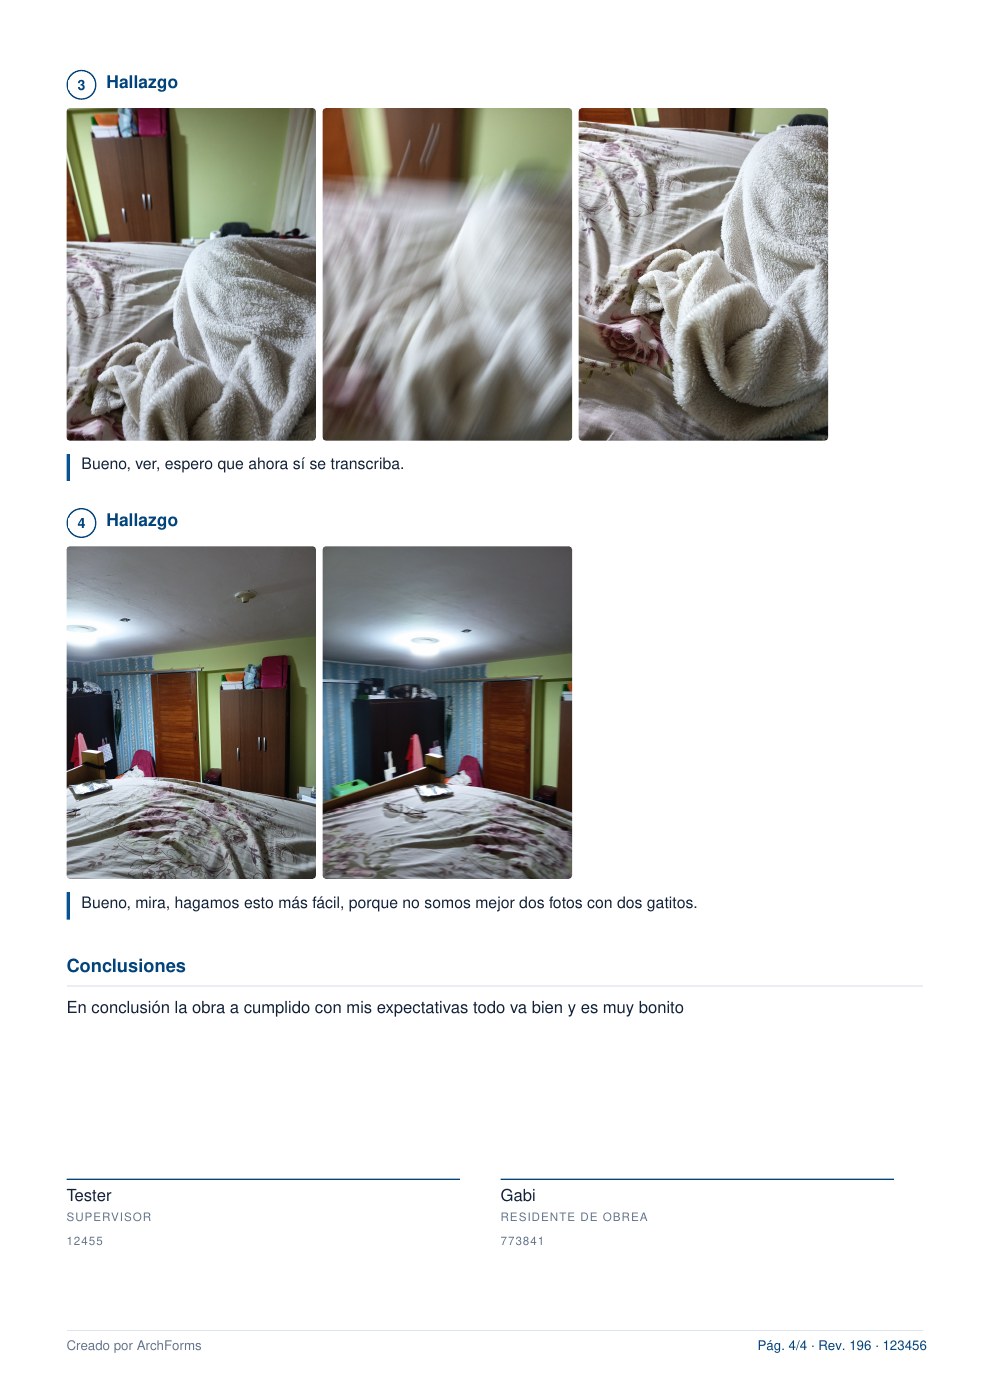 3 Hallazgo
Bueno, ver, espero que ahora sí se transcriba.
4 Hallazgo
Bueno, mira, hagamos esto más fácil, porque no somos mejor dos fotos con dos gatitos.
Conclusiones
En conclusión la obra a cumplido con mis expectativas todo va bien y es muy bonito
Tester
SUPERVISOR
12455
Gabi
RESIDENTE DE OBREA
773841
Creado por ArchForms
Pág. 4/4 · Rev. 196 · 123456